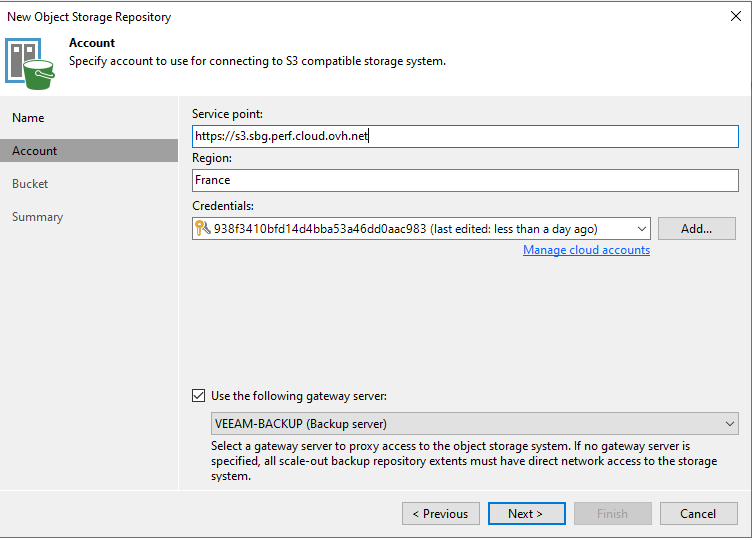 New Object Storage Repository
Account
Specify account to use for connecting to S3 compatible storage system.
Name
Account
Bucket
Summary
Service point:
https://s3.sbg.perf.cloud.ovh.net
Region:
France
Credentials:
938f3410bfd14d4bba53a46dd0aac983 (last edited: less than a day ago)
Add...
Manage cloud accounts
Use the following gateway server:
VEEAM-BACKUP (Backup server)
Select a gateway server to proxy access to the object storage system. If no gateway server is
specified, all scale-out backup repository extents must have direct network access to the storage
system.
< Previous
Next >
Finish
Cancel